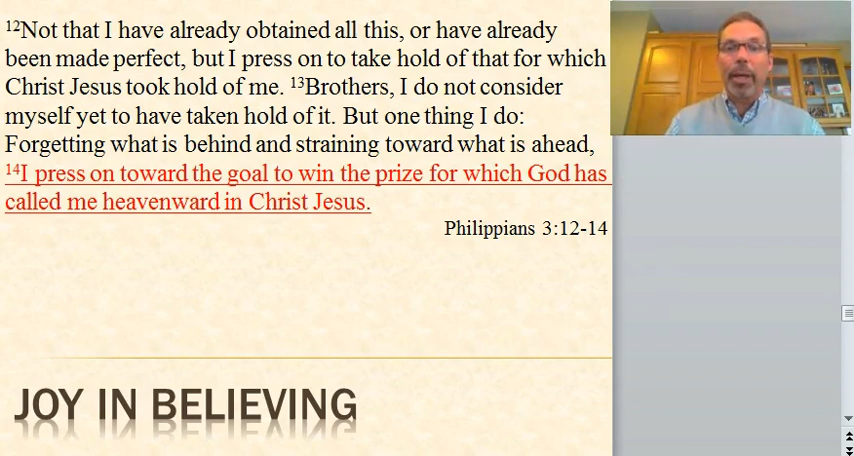 ¹²Not that I have already obtained all this, or have already
been made perfect, but I press on to take hold of that for which
Christ Jesus took hold of me. ¹³Brothers, I do not consider
myself yet to have taken hold of it. But one thing I do:
Forgetting what is behind and straining toward what is ahead,
¹⁴I press on toward the goal to win the prize for which God has
called me heavenward in Christ Jesus.
Philippians 3:12-14
JOY IN BELIEVING